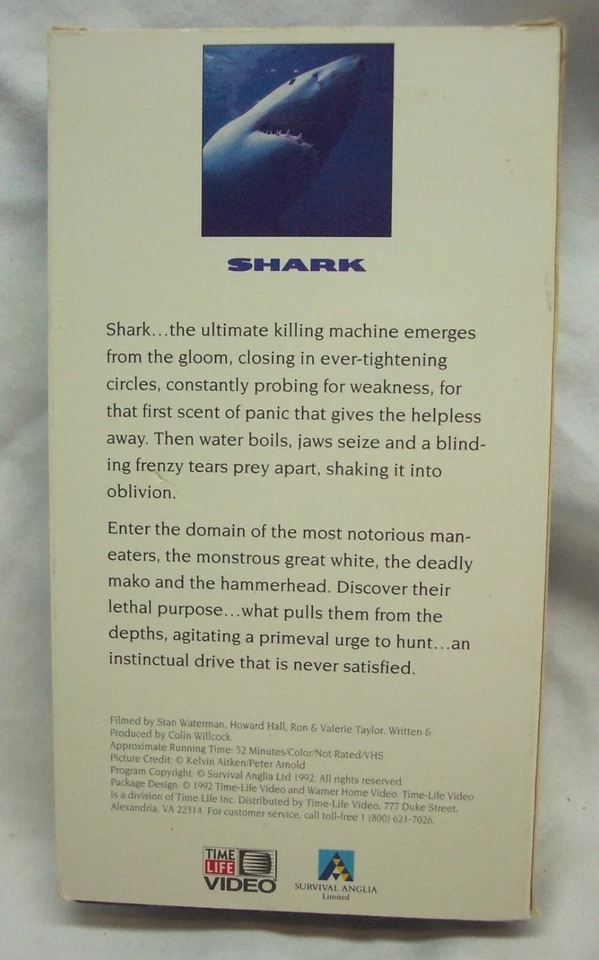 SHARK
Shark...the ultimate killing machine emerges
from the gloom, closing in ever-tightening
circles, constantly probing for weakness, for
that first scent of panic that gives the helpless
away. Then water boils, jaws seize and a blind-
ing frenzy tears prey apart, shaking it into
oblivion.
Enter the domain of the most notorious man-
eaters, the monstrous great white, the deadly
mako and the hammerhead. Discover their
lethal purpose...what pulls them from the
depths, agitating a primeval urge to hunt...an
instinctual drive that is never satisfied.
Filmed by Stan Waterman, Howard Hall, Ron & Valerie Taylor. Written &
Produced by Colin Willcock.
Approximate Running Time: 52 Minutes/Color/Not Rated/VHS
Picture Credit: © Kelvin Aitken/Peter Arnold
Program Copyright: © Survival Anglia Ltd 1992. All rights reserved.
Package Design: © 1992 Time-Life Video and Warner Home Video. Time-Life Video
is a division of Time Life Inc. Distributed by Time-Life Video, 777 Duke Street,
Alexandria, VA 22314. For customer service, call toll-free 1 (800) 621-7026.
TIME
LIFE
VIDEO
SURVIVAL ANGLIA
Limited